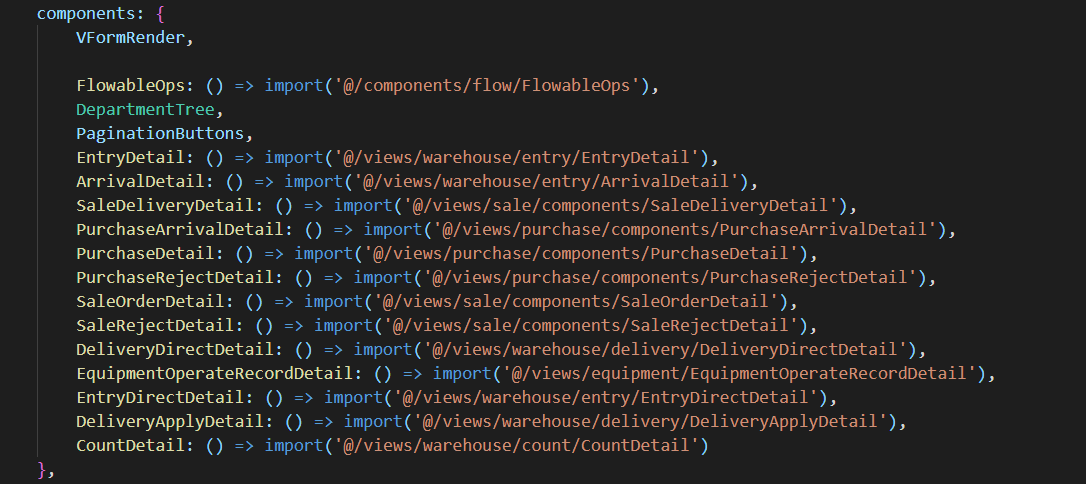 components: {
VFormRender,
FlowableOps: () => import('@/components/flow/FlowableOps'),
DepartmentTree,
PaginationButtons,
EntryDetail: () => import('@/views/warehouse/entry/EntryDetail'),
ArrivalDetail: () => import('@/views/warehouse/entry/ArrivalDetail'),
SaleDeliveryDetail: () => import('@/views/sale/components/SaleDeliveryDetail'),
PurchaseArrivalDetail: () => import('@/views/purchase/components/PurchaseArrivalDetail'),
PurchaseDetail: () => import('@/views/purchase/components/PurchaseDetail'),
PurchaseRejectDetail: () => import('@/views/purchase/components/PurchaseRejectDetail'),
SaleOrderDetail: () => import('@/views/sale/components/SaleOrderDetail'),
SaleRejectDetail: () => import('@/views/sale/components/SaleRejectDetail'),
DeliveryDirectDetail: () => import('@/views/warehouse/delivery/DeliveryDirectDetail'),
EquipmentOperateRecordDetail: () => import('@/views/equipment/EquipmentOperateRecordDetail'),
EntryDirectDetail: () => import('@/views/warehouse/entry/EntryDirectDetail'),
DeliveryApplyDetail: () => import('@/views/warehouse/delivery/DeliveryApplyDetail'),
CountDetail: () => import('@/views/warehouse/count/CountDetail')
},